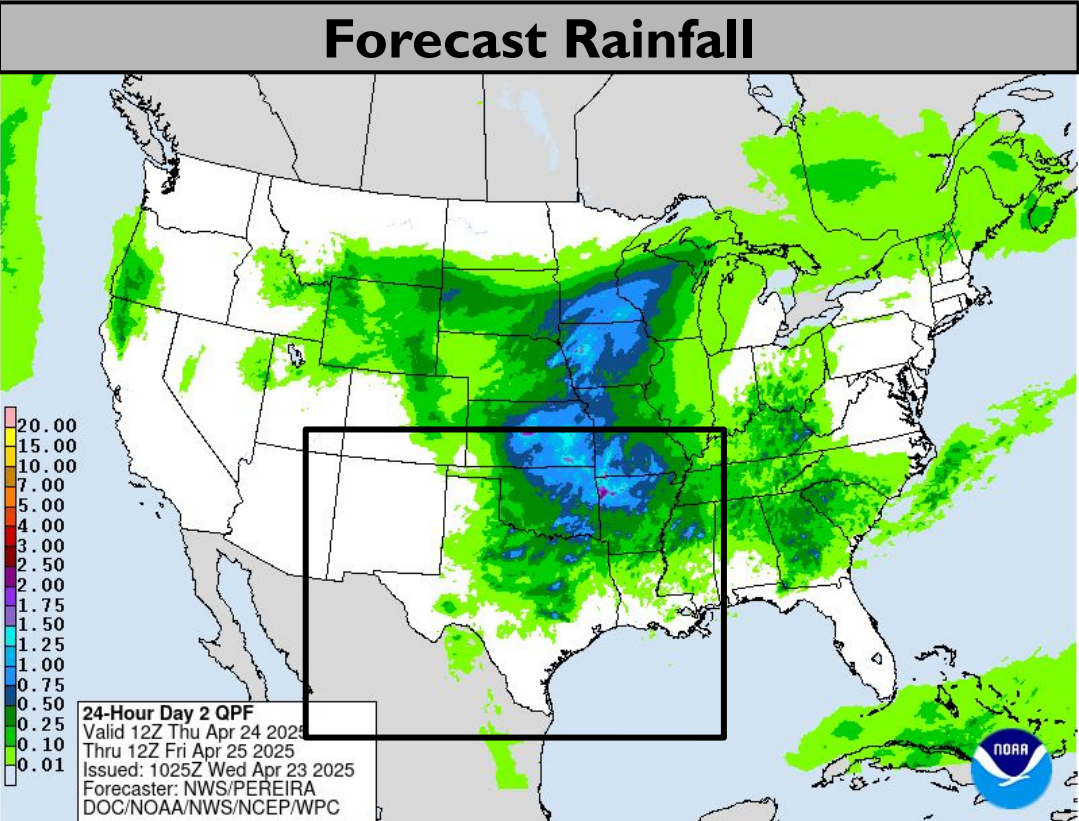 Forecast Rainfall
20.00
15.00
10.00
7.00
5.00
4.00
3.00
2.50
2.00
1.75
1.50
1.25
1.00
0.75
0.50
0.25
0.10
0.01
24-Hour Day 2 QPF
Valid 12Z Thu Apr 24 2025
Thru 12Z Fri Apr 25 2025
Issued: 1025Z Wed Apr 23 2025
Forecaster: NWS/PEREIRA
DOC/NOAA/NWS/NCEP/WPC
NOAA